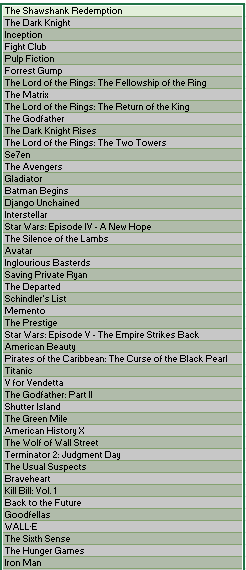 The Shawshank Redemption
The Dark Knight
Inception
Fight Club
Pulp Fiction
Forrest Gump
The Lord of the Rings: The Fellowship of the Ring
The Matrix
The Lord of the Rings: The Return of the King
The Godfather
The Dark Knight Rises
The Lord of the Rings: The Two Towers
Se7en
The Avengers
Gladiator
Batman Begins
Django Unchained
Interstellar
Star Wars: Episode IV - A New Hope
The Silence of the Lambs
Avatar
Inglourious Basterds
Saving Private Ryan
The Departed
Schindler's List
Memento
The Prestige
Star Wars: Episode V - The Empire Strikes Back
American Beauty
Pirates of the Caribbean: The Curse of the Black Pearl
Titanic
V for Vendetta
The Godfather: Part II
Shutter Island
The Green Mile
American History X
The Wolf of Wall Street
Terminator 2: Judgment Day
The Usual Suspects
Braveheart
Kill Bill: Vol. 1
Back to the Future
Goodfellas
WALL·E
The Sixth Sense
The Hunger Games
Iron Man